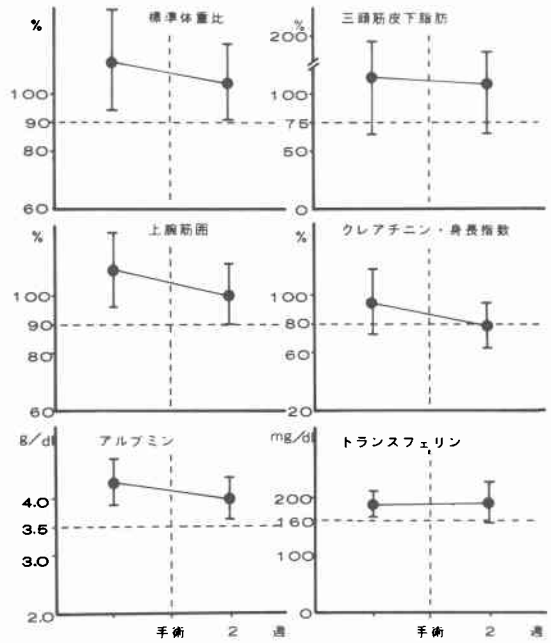 標準体重比
%
100
90
80
60
三頭筋皮下脂肪
%
200
100
75
50
0
上腕筋囲
%
100
90
80
60
クレアチニン・身長指数
%
100
80
60
20
アルブミン
g/dl
4.0
3.5
3.0
2.0
手術 2 週
トランスフェリン
mg/dl
200
160
100
0
手術 2 週